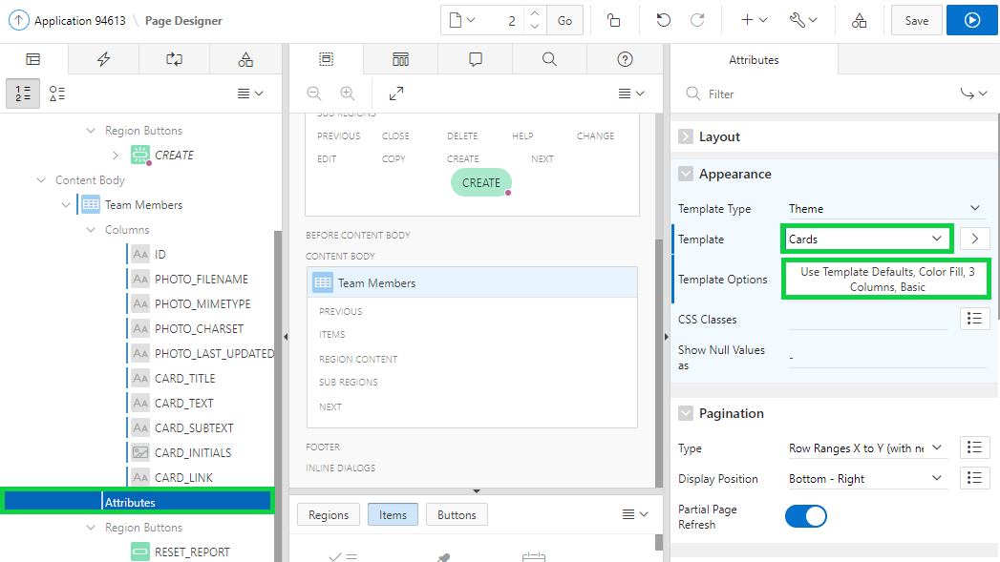 Application 94613 \ Page Designer
2
Go
Save
Region Buttons
CREATE
Content Body
Team Members
Columns
ID
PHOTO_FILENAME
PHOTO_MIMETYPE
PHOTO_CHARSET
PHOTO_LAST_UPDATED
CARD_TITLE
CARD_TEXT
CARD_SUBTEXT
CARD_INITIALS
CARD_LINK
Attributes
Region Buttons
RESET_REPORT
SUB REGIONS
PREVIOUS CLOSE DELETE HELP CHANGE
EDIT COPY CREATE NEXT
CREATE
BEFORE CONTENT BODY
CONTENT BODY
Team Members
PREVIOUS
ITEMS
REGION CONTENT
SUB REGIONS
NEXT
FOOTER
INLINE DIALOGS
Regions Items Buttons
Attributes
Filter
Layout
Appearance
Template Type Theme
Template Cards
Template Options Use Template Defaults, Color Fill, 3
Columns, Basic
CSS Classes
Show Null Values
as -
Pagination
Type Row Ranges X to Y (with ne
Display Position Bottom - Right
Partial Page
Refresh